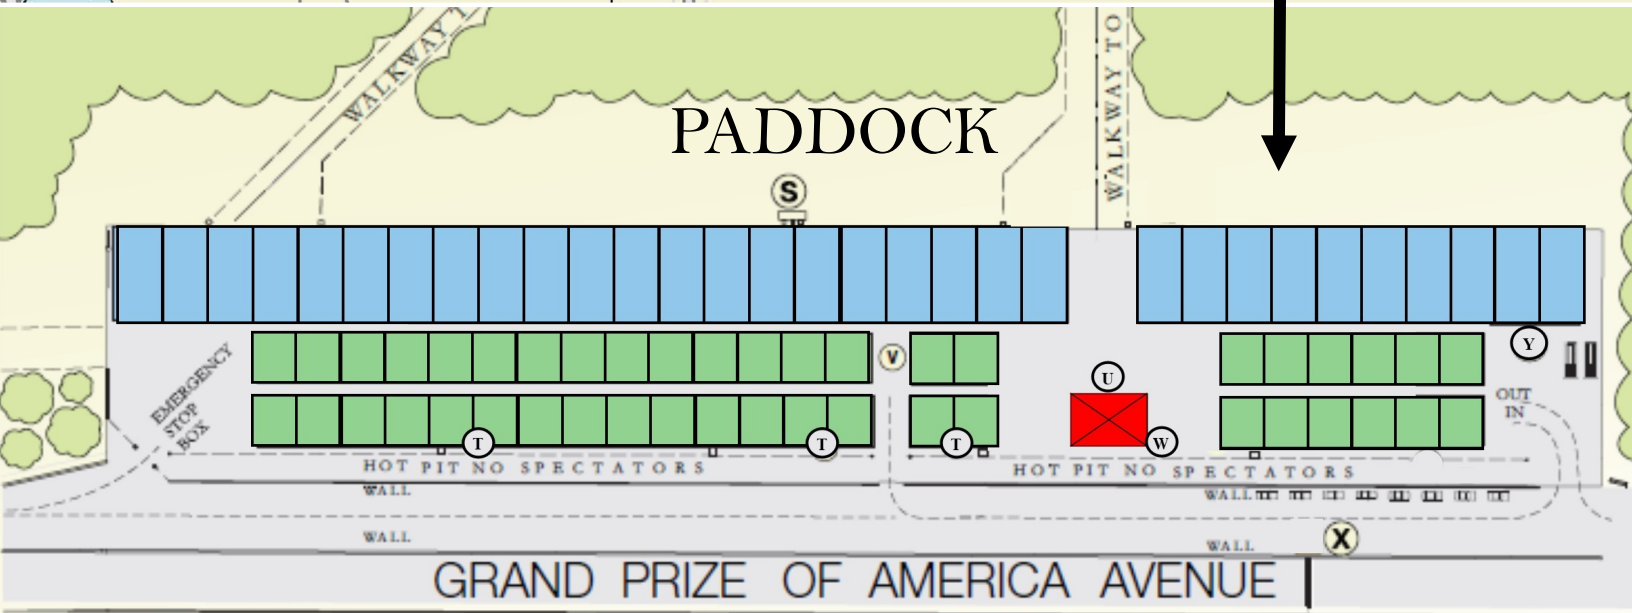 WALKWAY T
WALKWAY TO
PADDOCK
S
EMERGENCY
STOP
BOX
V
U
Y
OUT
IN
T
T
T
W
HOT PIT NO SPECTATORS
HOT PIT NO SPECTATORS
WALL
WALL
WALL
WALL
X
GRAND PRIZE OF AMERICA AVENUE